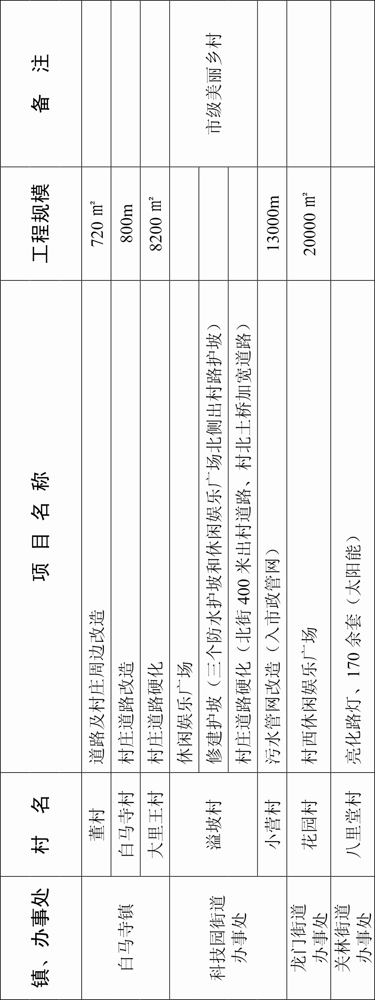 镇、办事处 村 名 项 目 名 称 工程规模 备 注
白马寺镇 董村 道路及村庄周边改造 720 ㎡
白马寺村 村庄道路改造 800m
大里王村 村庄道路硬化 8200 ㎡
科技园街道
办事处
溢坡村 休闲娱乐广场 市级美丽乡村
修建护坡（三个防水护坡和休闲娱乐广场北侧出村路护坡）
村庄道路硬化（北街 400 米出村道路、村北土桥加宽道路）
小营村 污水管网改造（入市政管网） 13000m
龙门街道
办事处
花园村 村西休闲娱乐广场 20000 ㎡
关林街道
办事处
八里堂村 亮化路灯、170 余套（太阳能）